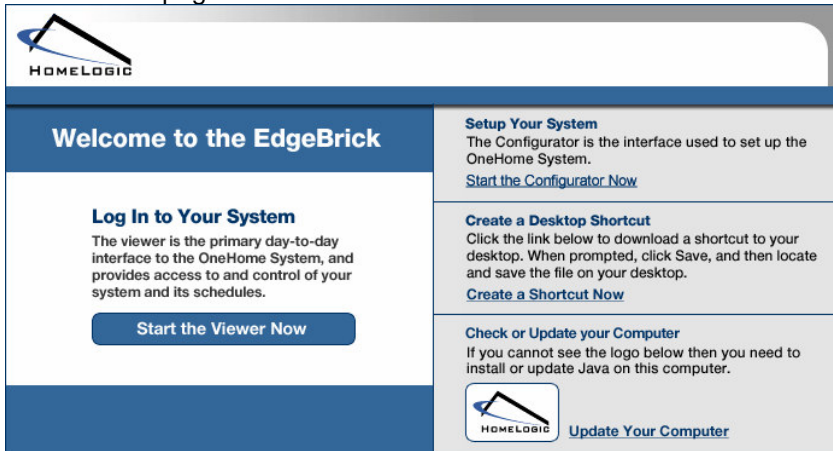 HOMELOGIC
Welcome to the EdgeBrick
Log In to Your System
The viewer is the primary day-to-day
interface to the OneHome System, and
provides access to and control of your
system and its schedules.
Start the Viewer Now
Setup Your System
The Configurator is the interface used to set up the
OneHome System.
Start the Configurator Now
Create a Desktop Shortcut
Click the link below to download a shortcut to your
desktop. When prompted, click Save, and then locate
and save the file on your desktop.
Create a Shortcut Now
Check or Update your Computer
If you cannot see the logo below then you need to
install or update Java on this computer.
HOMELOGIC
Update Your Computer